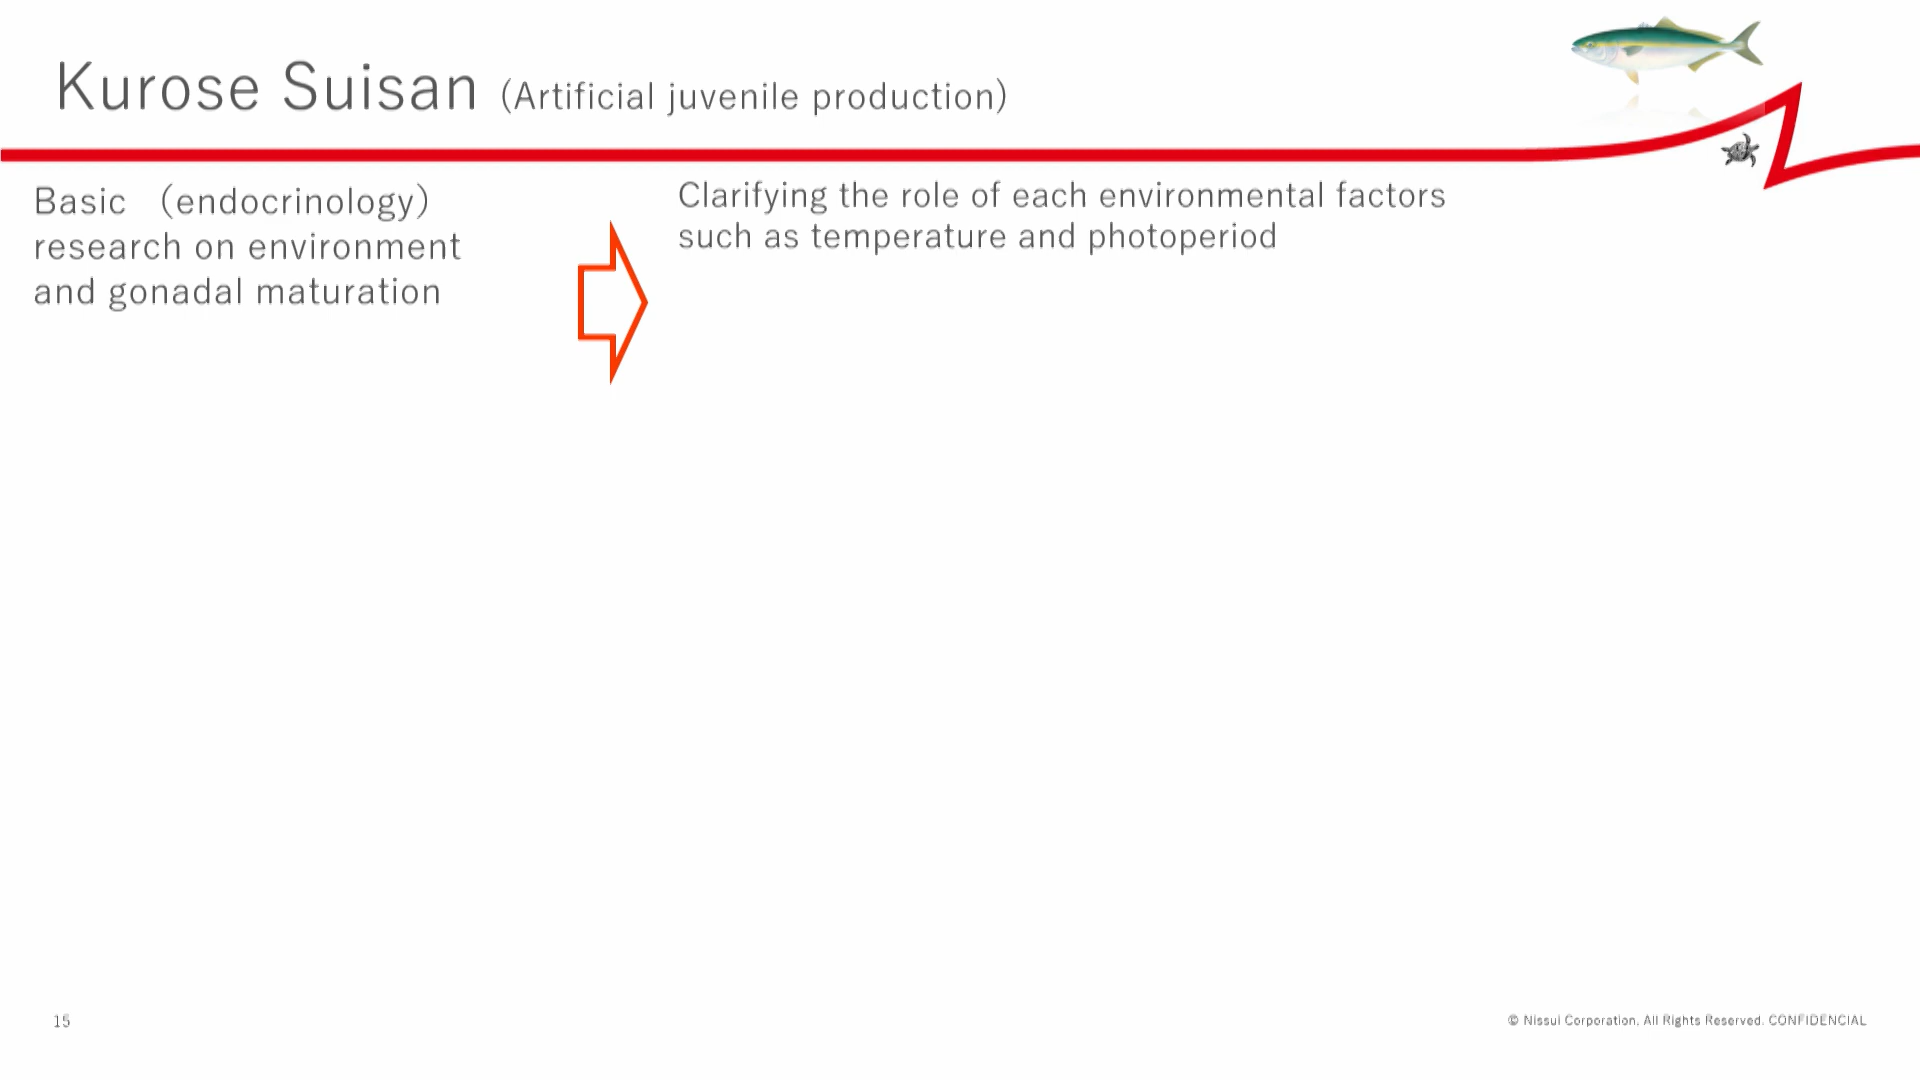 Kurose Suisan (Artificial juvenile production)
Basic （endocrinology）
research on environment
and gonadal maturation
Clarifying the role of each environmental factors
such as temperature and photoperiod
15
© Nissui Corporation. All Rights Reserved. CONFIDENCIAL